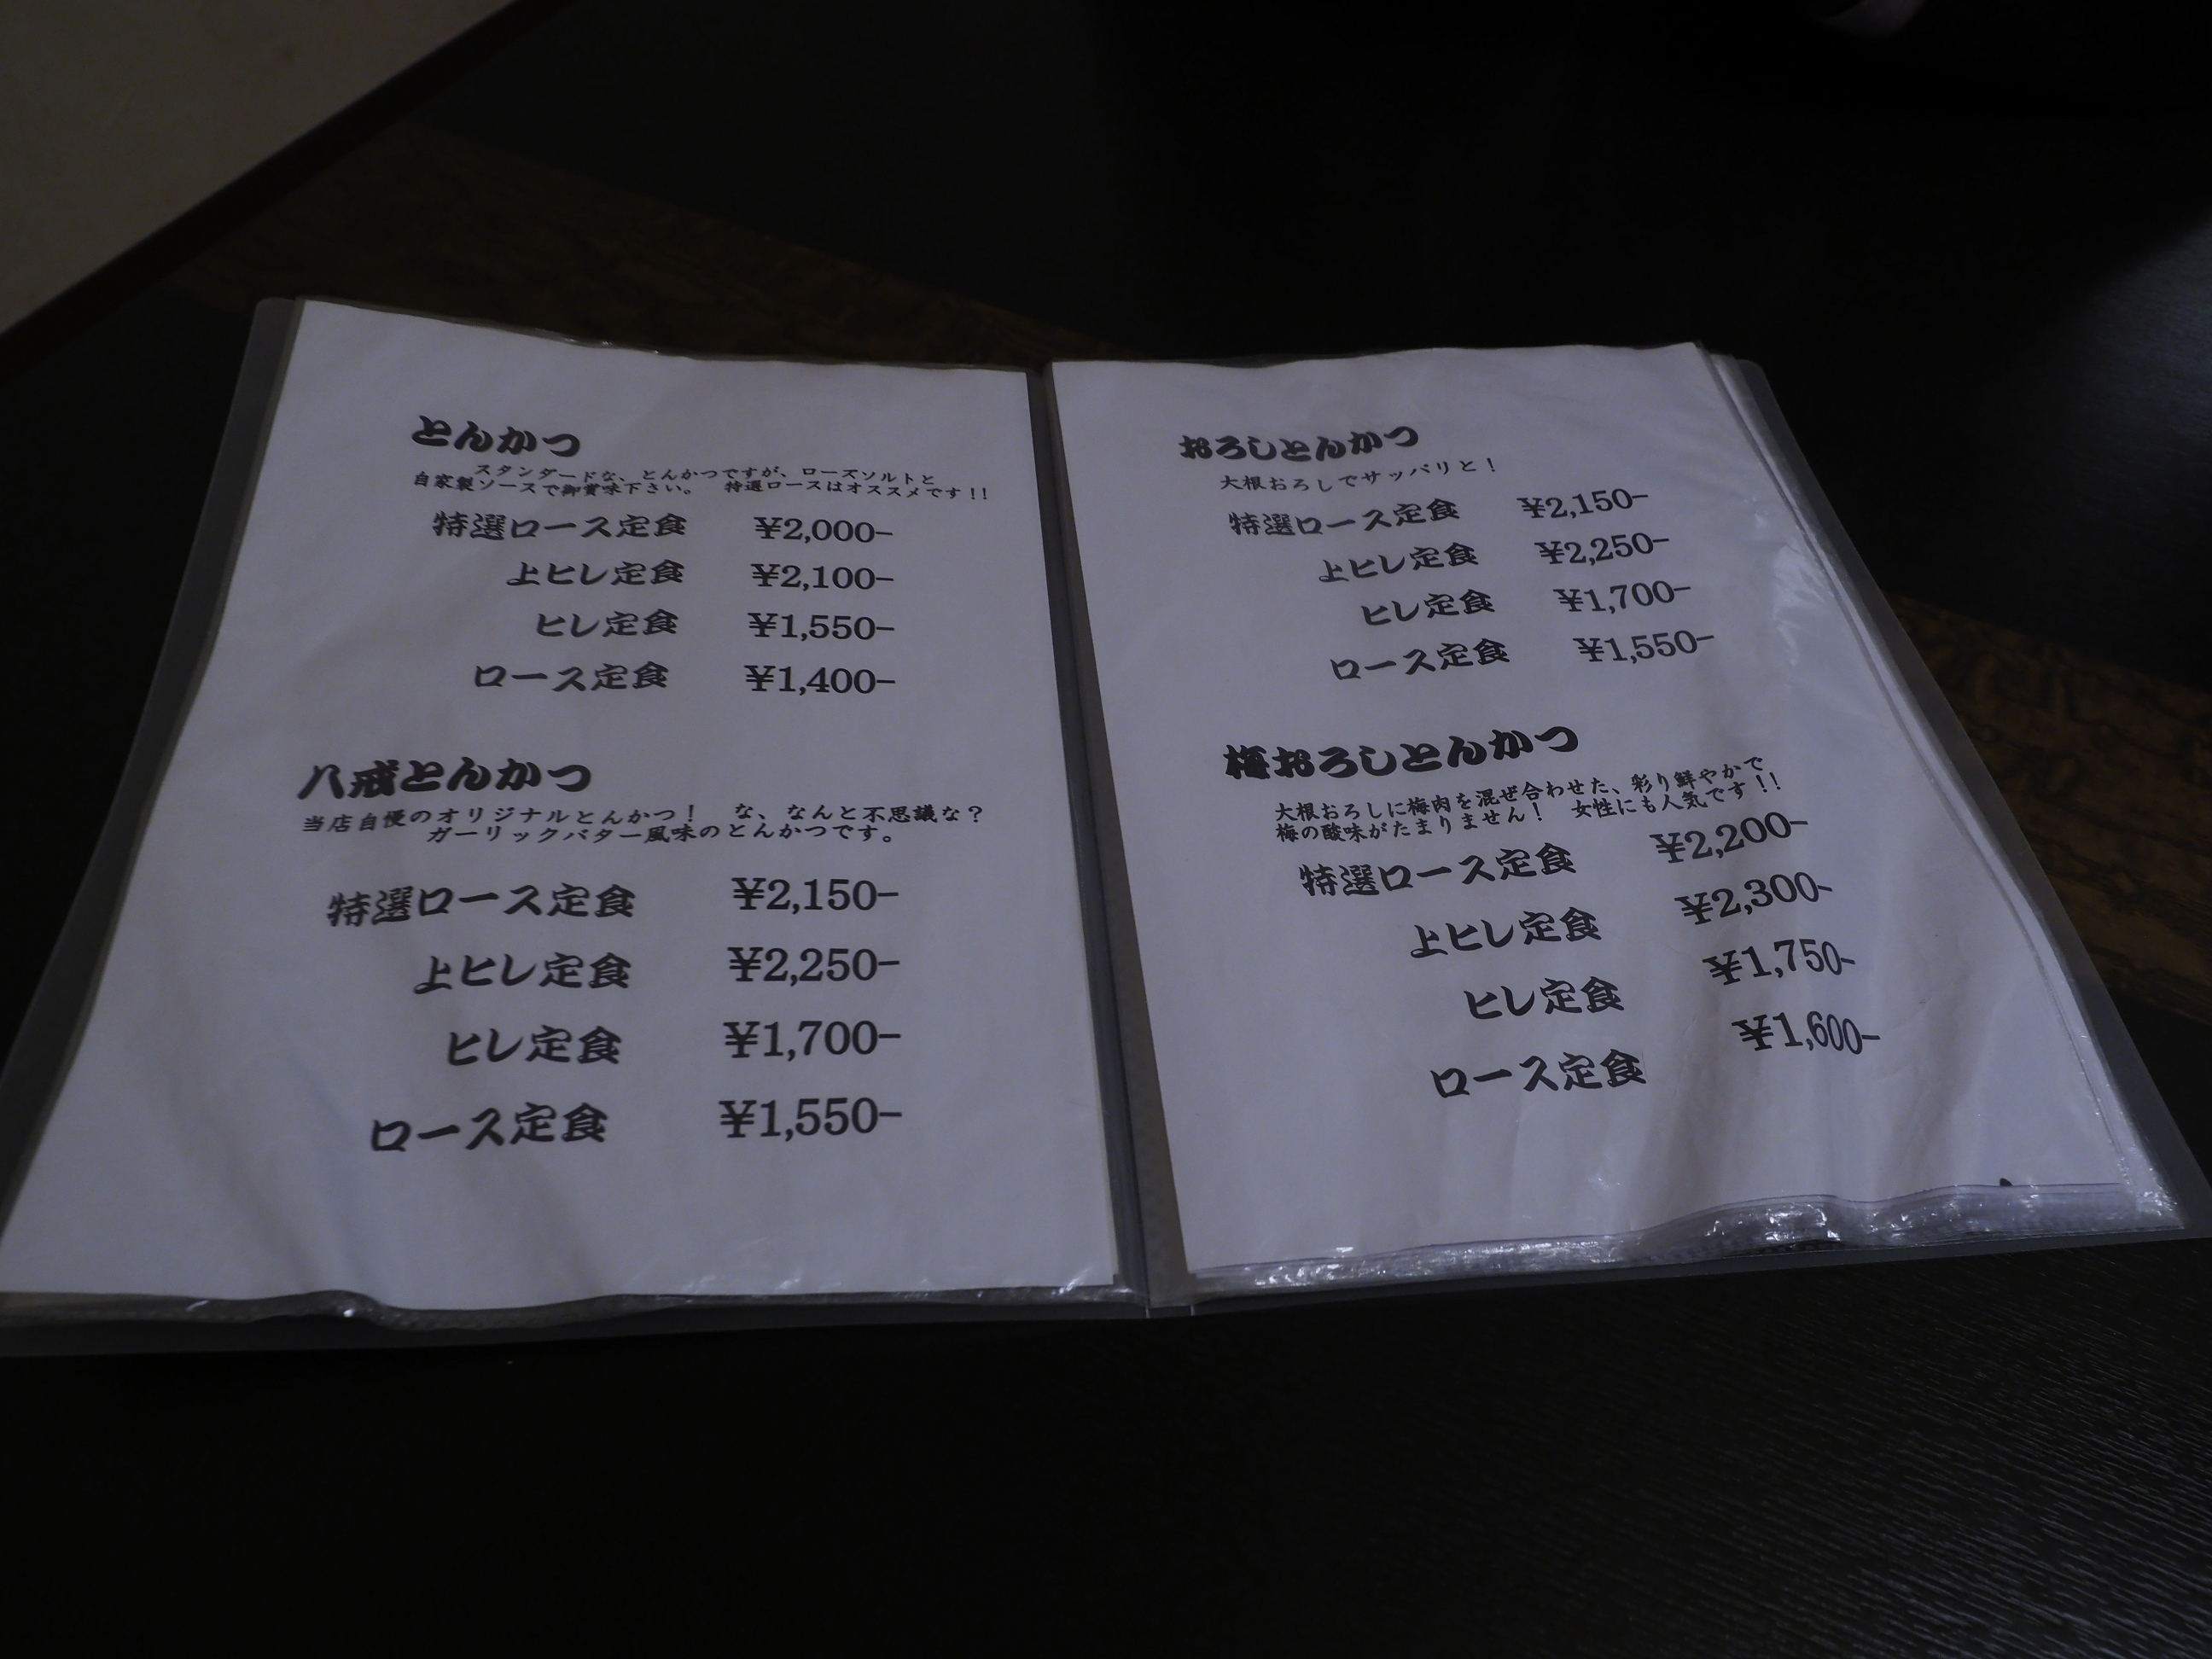 とんかつ
スタンダードな、とんかつですが、ローズソルトと
自家製ソースで御賞味下さい。 特選ロースはオススメです!!
特選ロース定食 ¥2,000-
上ヒレ定食 ¥2,100-
ヒレ定食 ¥1,550-
ロース定食 ¥1,400-
八戒とんかつ
当店自慢のオリジナルとんかつ! な、なんと不思議な?
ガーリックバター風味のとんかつです。
特選ロース定食 ¥2,150-
上ヒレ定食 ¥2,250-
ヒレ定食 ¥1,700-
ロース定食 ¥1,550-
おろしとんかつ
大根おろしでサッパリと!
特選ロース定食 ¥2,150-
上ヒレ定食 ¥2,250-
ヒレ定食 ¥1,700-
ロース定食 ¥1,550-
梅おろしとんかつ
大根おろしに梅肉を混ぜ合わせた、彩り鮮やかで
梅の酸味がたまりません! 女性にも人気です!!
特選ロース定食 ¥2,200-
上ヒレ定食 ¥2,300-
ヒレ定食 ¥1,750-
ロース定食 ¥1,600-